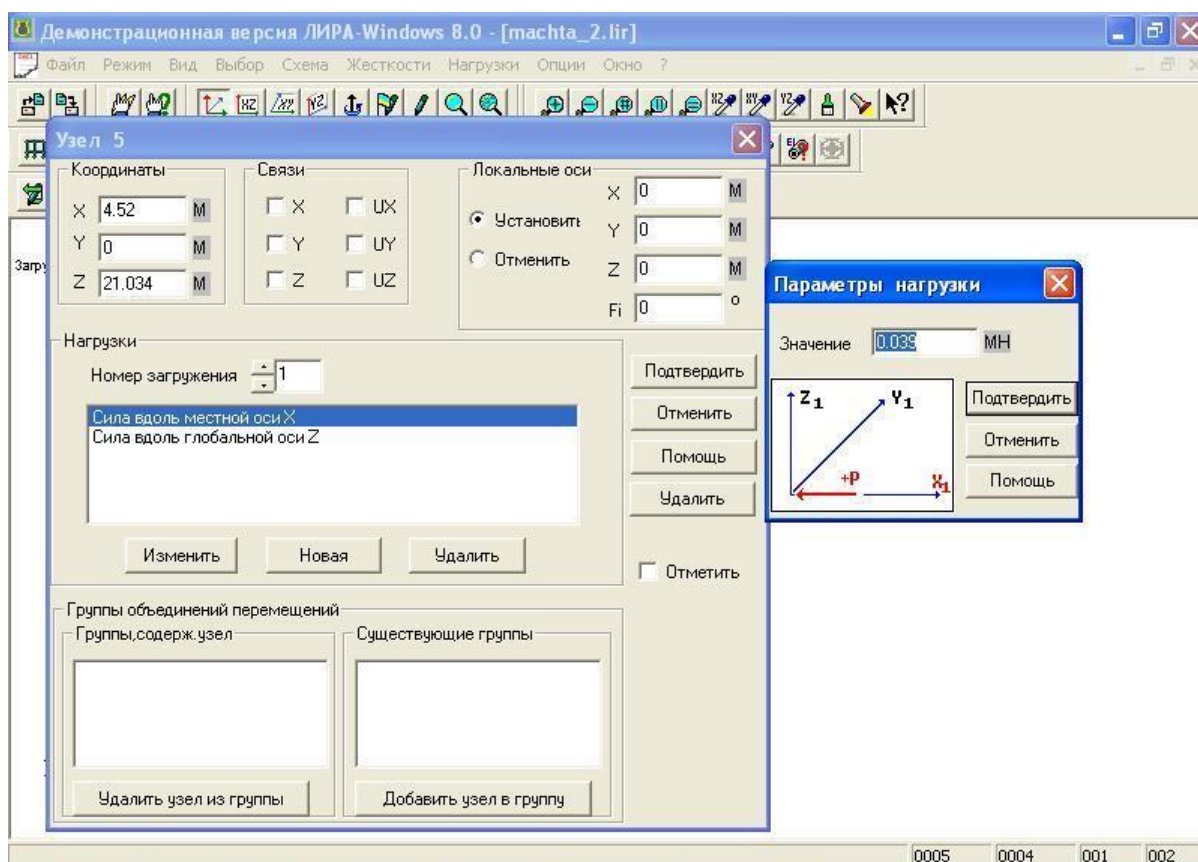 Демонстрационная версия ЛИРА-Windows 8.0 - [machta_2.lir]
Файл Режим Вид Выбор Схема Жесткости Нагрузки Опции Окно ?
Узел 5
Координаты
X 4.52 М
Y 0 М
Z 21.034 М
Связи
X UX
Y UY
Z UZ
Локальные оси
Установить
Отменить
X 0 М
Y 0 М
Z 0 М
Fi 0 o
Загру
Нагрузки
Номер загружения 1
Сила вдоль местной оси X
Сила вдоль глобальной оси Z
Изменить Новая Удалить
Подтвердить
Отменить
Помощь
Удалить
Отметить
Группы объединений перемещений
Группы,содерж.узел
Существующие группы
Удалить узел из группы
Добавить узел в группу
Параметры нагрузки
Значение 0.039 МН
Z1 Y1
+P X1
Подтвердить
Отменить
Помощь
0005 0004 001 002